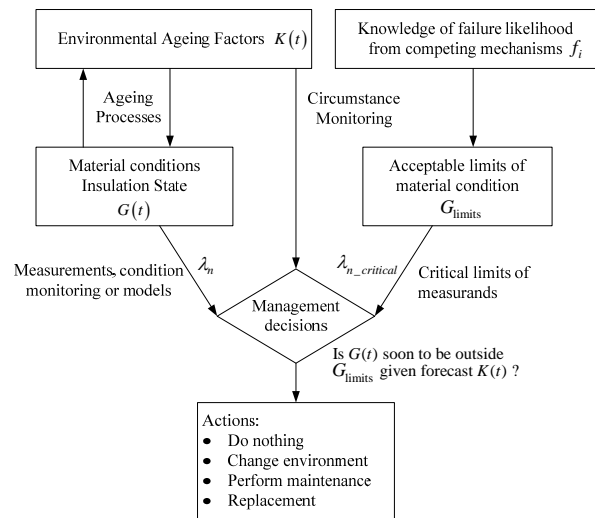 Environmental Ageing Factors K(t)
Knowledge of failure likelihood
from competing mechanisms f_i
Ageing
Processes
Circumstance
Monitoring
Material conditions
Insulation State
G(t)
Acceptable limits of
material condition
G_limits
Measurements, condition
monitoring or models
λ_n
λ_n_critical
Critical limits of
measurands
Management
decisions
Is G(t) soon to be outside
G_limits given forecast K(t) ?
Actions:
● Do nothing
● Change environment
● Perform maintenance
● Replacement